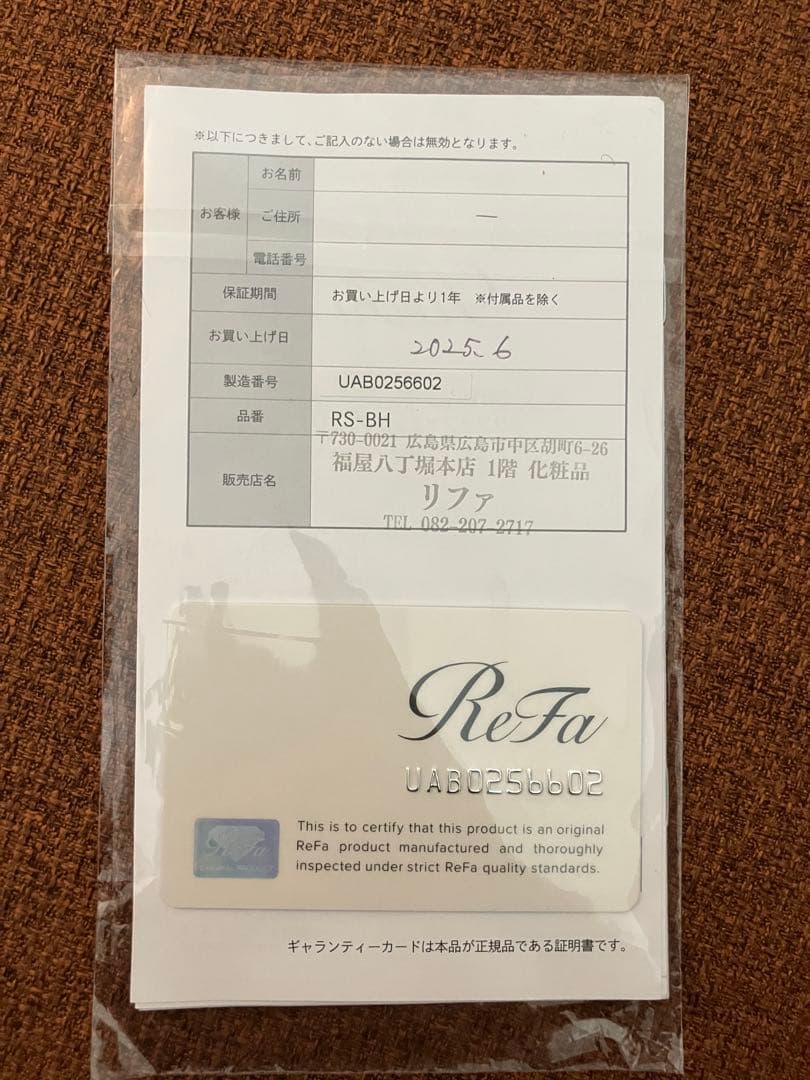 ※以下につきまして、ご記入のない場合は無効となります。
お客様
お名前
ご住所 —
電話番号
保証期間 お買い上げ日より1年 ※付属品を除く
お買い上げ日 2025.6
製造番号 UAB0256602
品番 RS-BH
販売店名
〒730-0021 広島県広島市中区胡町6-26
福屋八丁堀本店 1階 化粧品
リファ
TEL 082-207-2717
ReFa
UAB0256602
This is to certify that this product is an original
ReFa product manufactured and thoroughly
inspected under strict ReFa quality standards.
ReFa
ギャランティーカードは本品が正規品である証明書です。